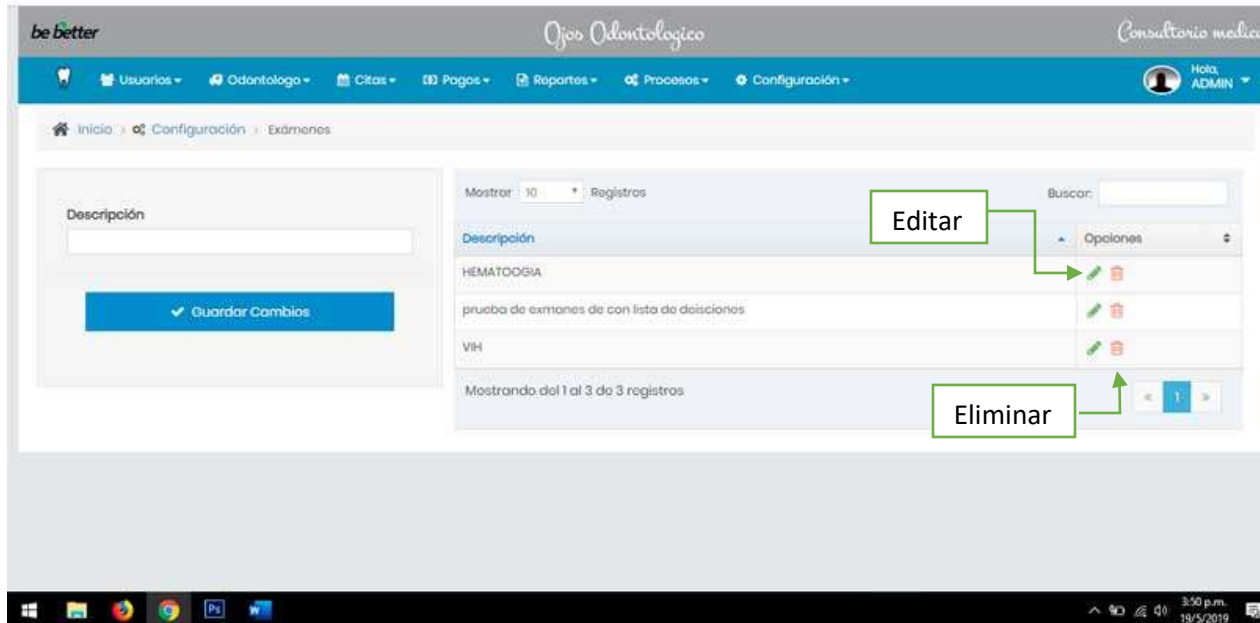 be better Ojos Odontologico Consultorio medico
Usuarios Odontologo Citas Pagos Reportes Procesos Configuración Hola, ADMIN
Inicio > Configuración > Exámenes
Mostrar 10 Registros Buscar:
Descripción
Editar
Descripción Opciones
HEMATOOGIA
Guardar Cambios
prueba de exmanes de con lista de deisciones
VIH
Mostrando del 1 al 3 de 3 registros
« 1 »
Eliminar
Ps W
3:50 p.m.
19/5/2019